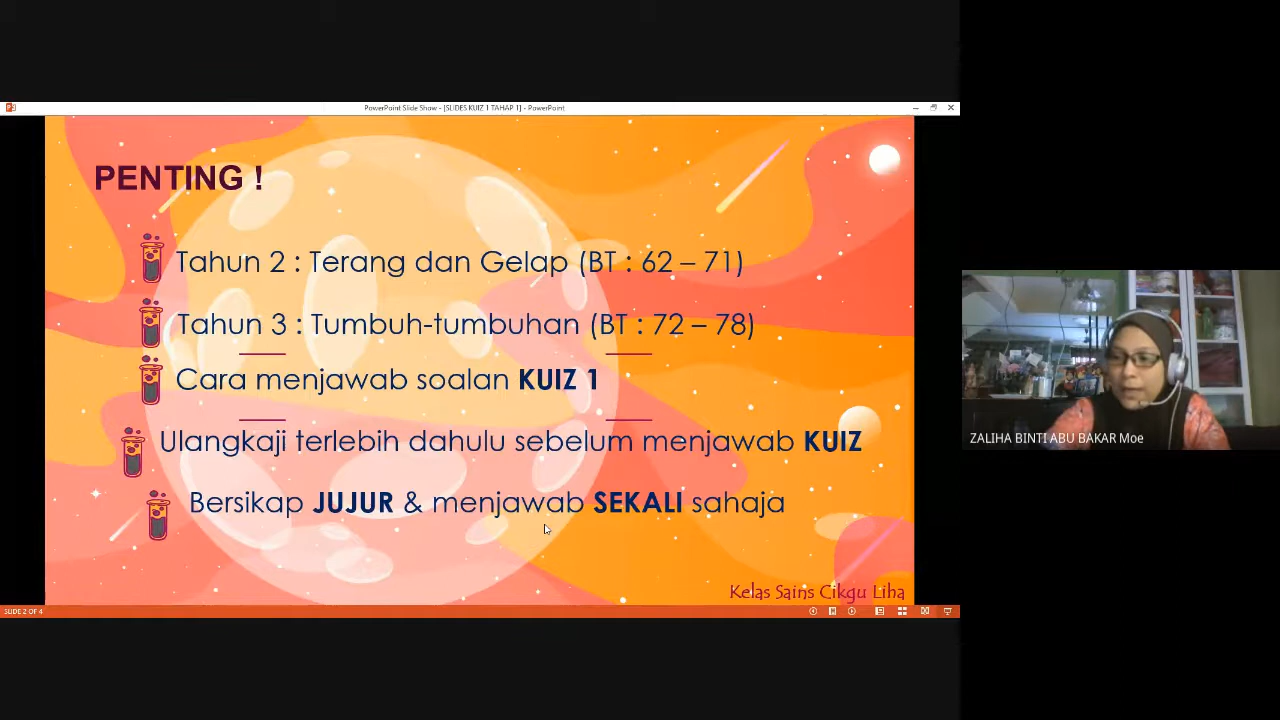 PowerPoint Slide Show - [SLIDES KUIZ 1 TAHAP 1] - PowerPoint
PENTING !
Tahun 2 : Terang dan Gelap (BT : 62 – 71)
Tahun 3 : Tumbuh-tumbuhan (BT : 72 – 78)
Cara menjawab soalan KUIZ 1
Ulangkaji terlebih dahulu sebelum menjawab KUIZ
Bersikap JUJUR & menjawab SEKALI sahaja
ZALIHA BINTI ABU BAKAR Moe
Kelas Sains Cikgu Liha
SLIDE 2 OF 4